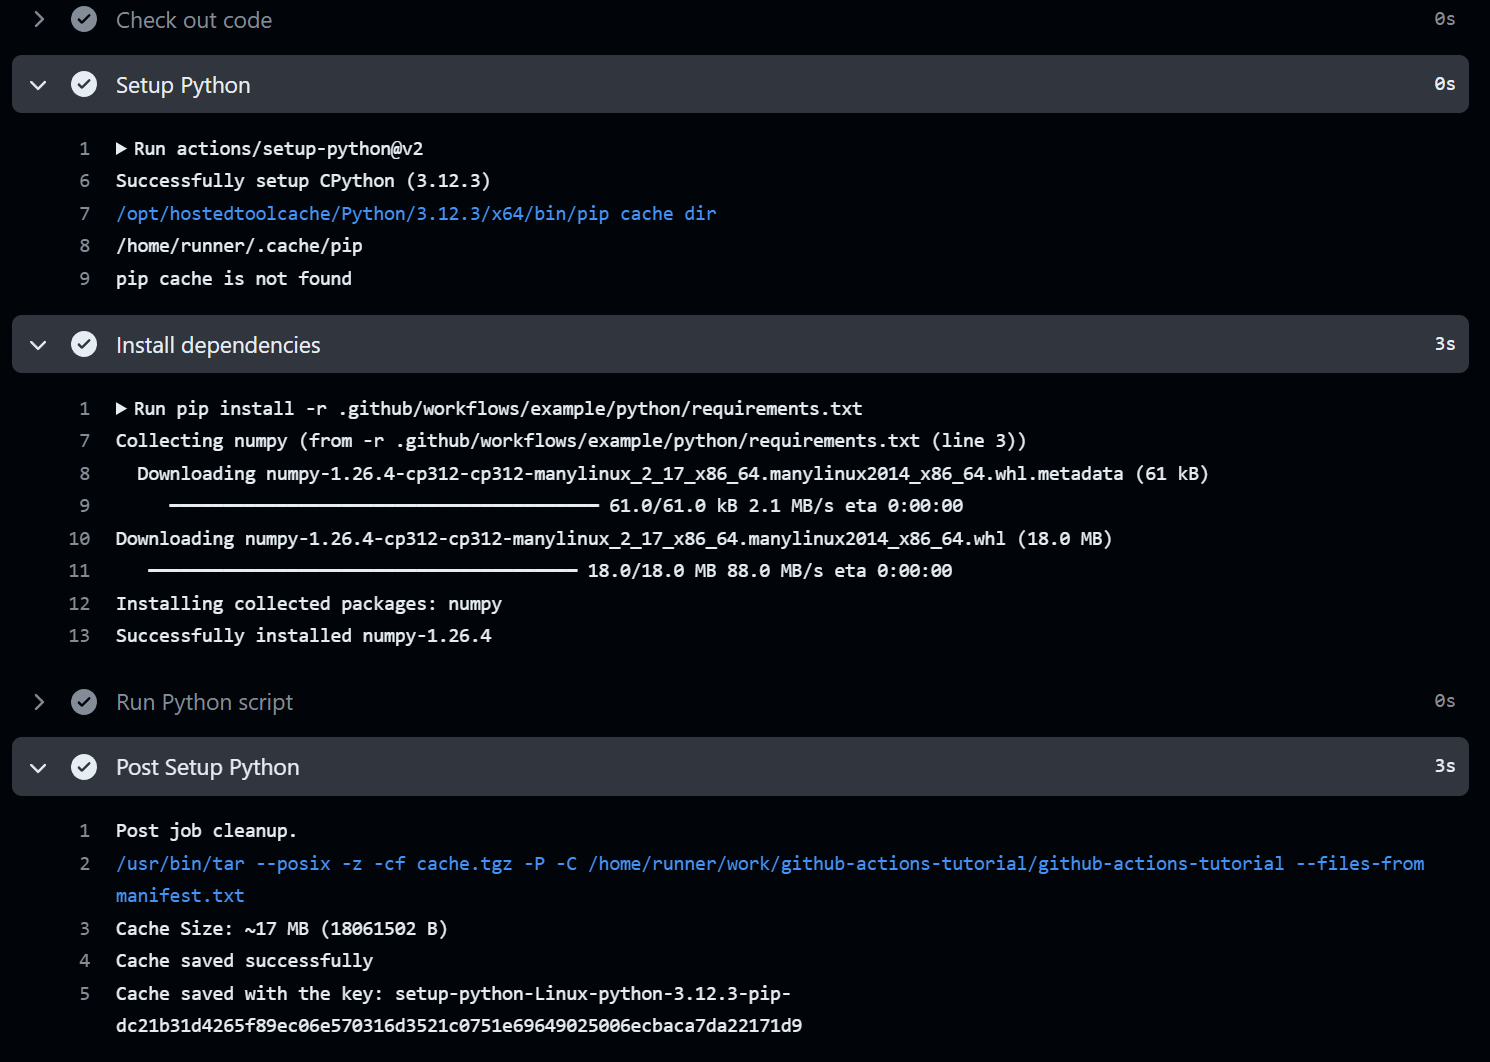 Check out code 0s
Setup Python 0s
1 Run actions/setup-python@v2
6 Successfully setup CPython (3.12.3)
7 /opt/hostedtoolcache/Python/3.12.3/x64/bin/pip cache dir
8 /home/runner/.cache/pip
9 pip cache is not found
Install dependencies 3s
1 Run pip install -r .github/workflows/example/python/requirements.txt
7 Collecting numpy (from -r .github/workflows/example/python/requirements.txt (line 3))
8 Downloading numpy-1.26.4-cp312-cp312-manylinux_2_17_x86_64.manylinux2014_x86_64.whl.metadata (61 kB)
9 61.0/61.0 kB 2.1 MB/s eta 0:00:00
10 Downloading numpy-1.26.4-cp312-cp312-manylinux_2_17_x86_64.manylinux2014_x86_64.whl (18.0 MB)
11 18.0/18.0 MB 88.0 MB/s eta 0:00:00
12 Installing collected packages: numpy
13 Successfully installed numpy-1.26.4
Run Python script 0s
Post Setup Python 3s
1 Post job cleanup.
2 /usr/bin/tar --posix -z -cf cache.tgz -P -C /home/runner/work/github-actions-tutorial/github-actions-tutorial --files-from
manifest.txt
3 Cache Size: ~17 MB (18061502 B)
4 Cache saved successfully
5 Cache saved with the key: setup-python-Linux-python-3.12.3-pip-
dc21b31d4265f89ec06e570316d3521c0751e69649025006ecbaca7da22171d9